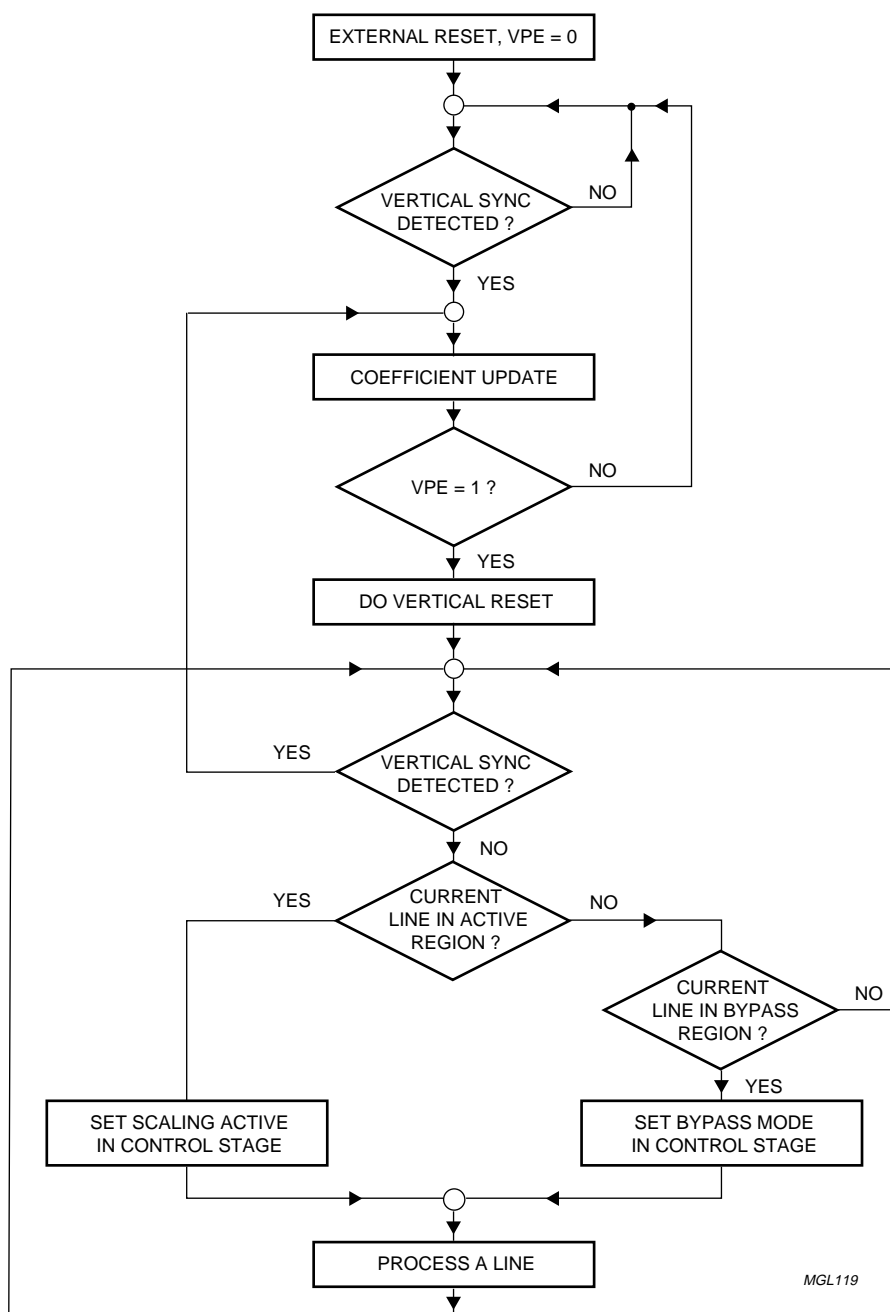 EXTERNAL RESET, VPE = 0
VERTICAL SYNC
DETECTED ?
NO
YES
COEFFICIENT UPDATE
VPE = 1 ?
NO
YES
DO VERTICAL RESET
YES
VERTICAL SYNC
DETECTED ?
NO
YES
CURRENT
LINE IN ACTIVE
REGION ?
NO
CURRENT
LINE IN BYPASS
REGION ?
NO
YES
SET SCALING ACTIVE
IN CONTROL STAGE
SET BYPASS MODE
IN CONTROL STAGE
PROCESS A LINE
MGL119